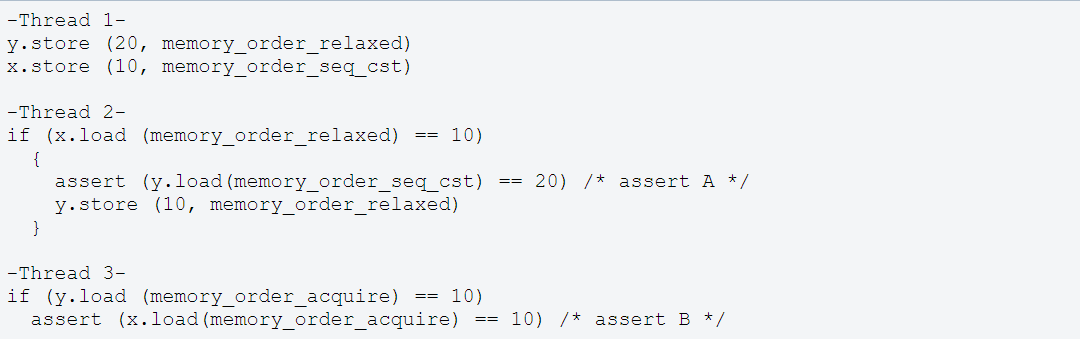 -Thread 1-
y.store (20, memory_order_relaxed)
x.store (10, memory_order_seq_cst)

-Thread 2-
if (x.load (memory_order_relaxed) == 10)
  {
    assert (y.load(memory_order_seq_cst) == 20) /* assert A */
    y.store (10, memory_order_relaxed)
  }

-Thread 3-
if (y.load (memory_order_acquire) == 10)
  assert (x.load(memory_order_acquire) == 10) /* assert B */